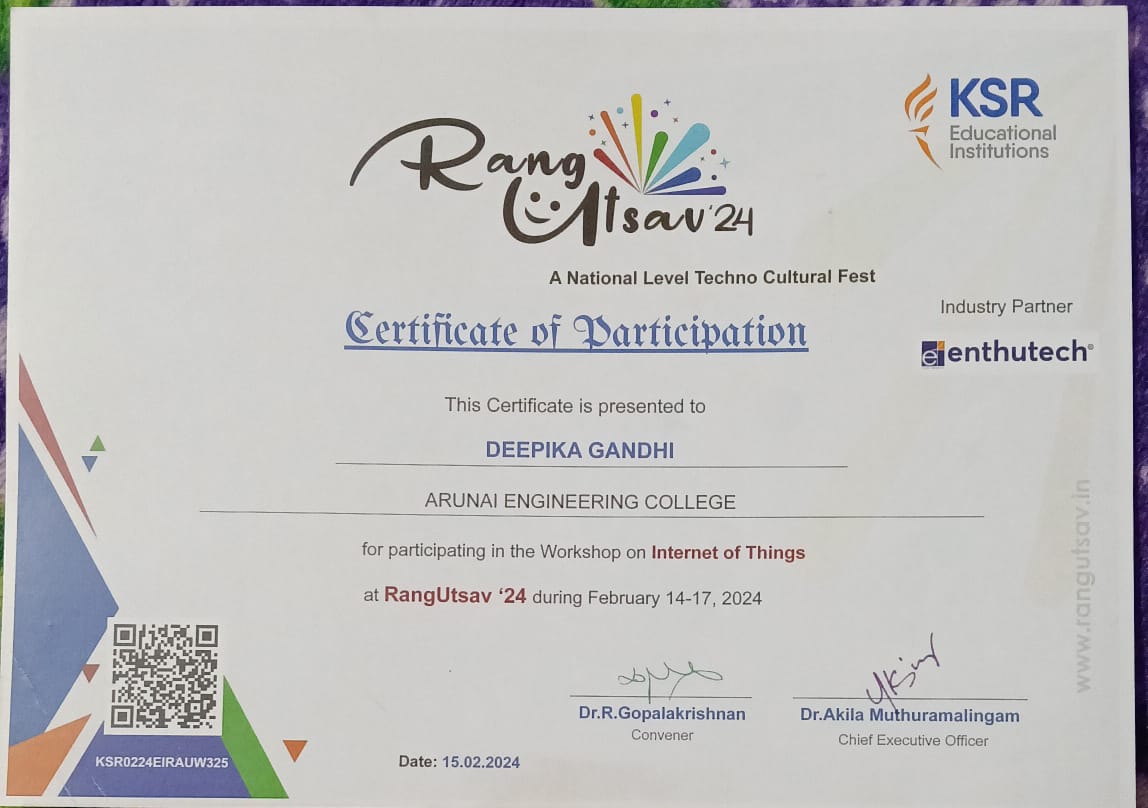 Rang
Utsav'24
KSR
Educational
Institutions
A National Level Techno Cultural Fest
Certificate of Participation
Industry Partner
enthutech®
This Certificate is presented to
DEEPIKA GANDHI
ARUNAI ENGINEERING COLLEGE
for participating in the Workshop on Internet of Things
at RangUtsav ‘24 during February 14-17, 2024
www.rangutsav.in
Dr.R.Gopalakrishnan
Convener
Dr.Akila Muthuramalingam
Chief Executive Officer
KSR0224EIRAUW325
Date: 15.02.2024